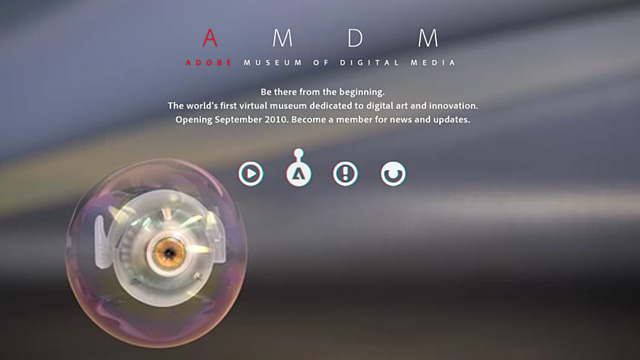 A M D M
ADOBE MUSEUM OF DIGITAL MEDIA
Be there from the beginning.
The world's first virtual museum dedicated to digital art and innovation.
Opening September 2010. Become a member for news and updates.